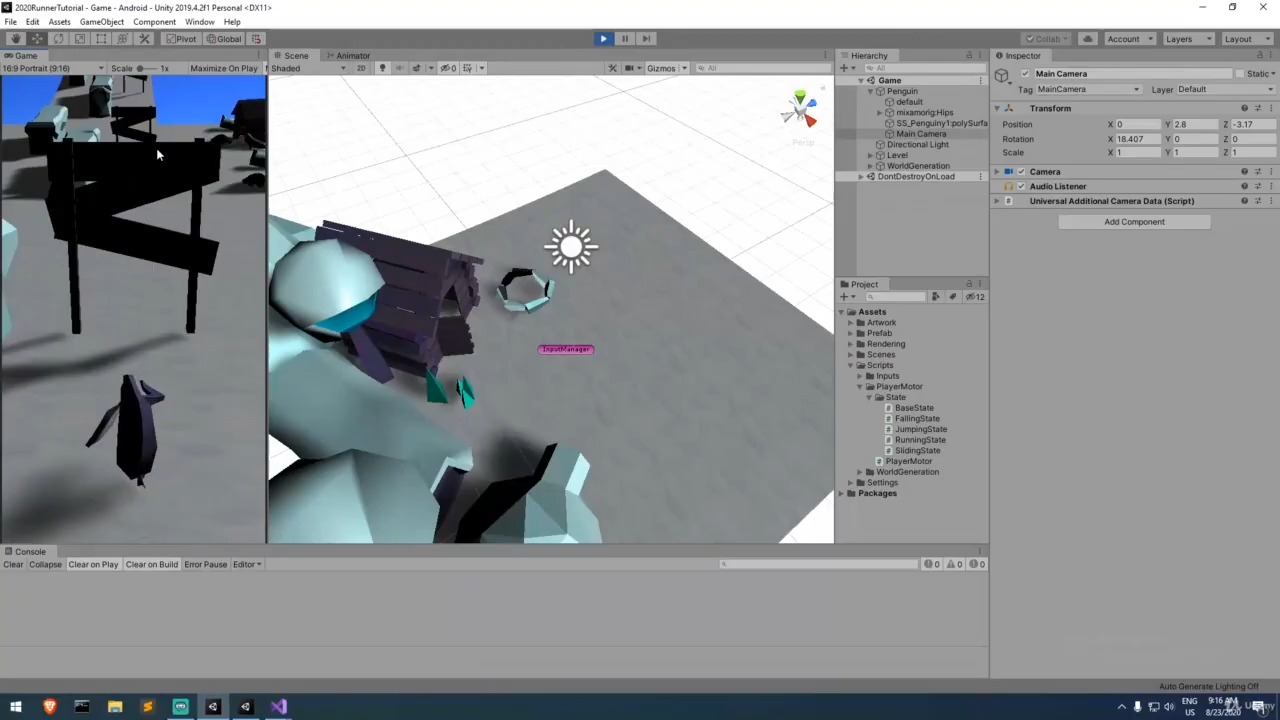 2020RunnerTutorial - Game - Android - Unity 2019.4.2f1 Personal <DX11>
File Edit Assets GameObject Component Window Help
Pivot Global Collab Account Layers Layout
Game Scene Animator Hierarchy Inspector
16:9 Portrait (9:16) Scale 1x Maximize On Play Shaded 2D 0 Gizmos All All
Main Camera Static
Tag MainCamera Layer Default
Game
Penguin
default
mixamorig:Hips
SS_Penguiny1:polySurfa
Main Camera
Directional Light
Level
WorldGeneration
DontDestroyOnLoad
Transform
Position X 0 Y 2.8 Z -3.17
Rotation X 18.407 Y 0 Z 0
Scale X 1 Y 1 Z 1
Camera
Audio Listener
Universal Additional Camera Data (Script)
Add Component
Persp
InputManager
Project
12
Assets
Artwork
Prefab
Rendering
Scenes
Scripts
Inputs
PlayerMotor
State
BaseState
FallingState
JumpingState
RunningState
SlidingState
PlayerMotor
WorldGeneration
Settings
Packages
Console
Clear Collapse Clear on Play Clear on Build Error Pause Editor 0 0 0
Auto Generate Lighting Off
ENG
US
9:16 AM
8/23/2020
Udemy